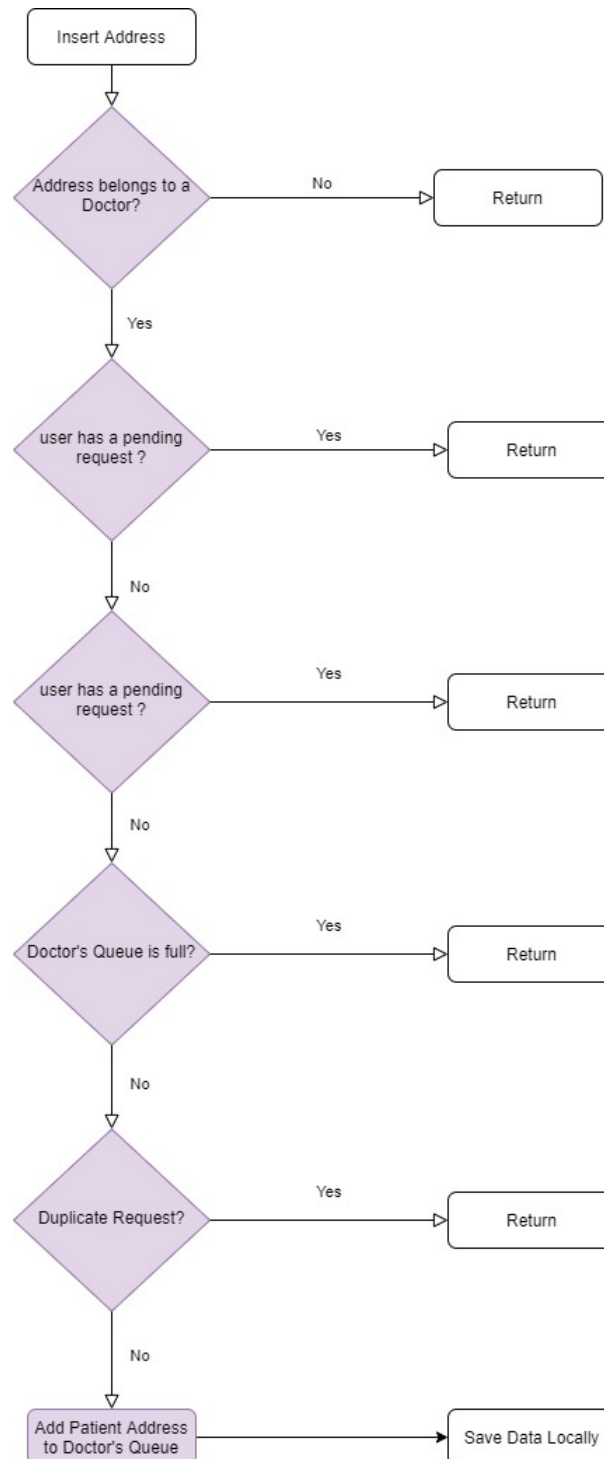 Insert Address
Address belongs to a
Doctor?
No
Return
Yes
user has a pending
request ?
Yes
Return
No
user has a pending
request ?
Yes
Return
No
Doctor's Queue is full?
Yes
Return
No
Duplicate Request?
Yes
Return
No
Add Patient Address
to Doctor's Queue
Save Data Locally